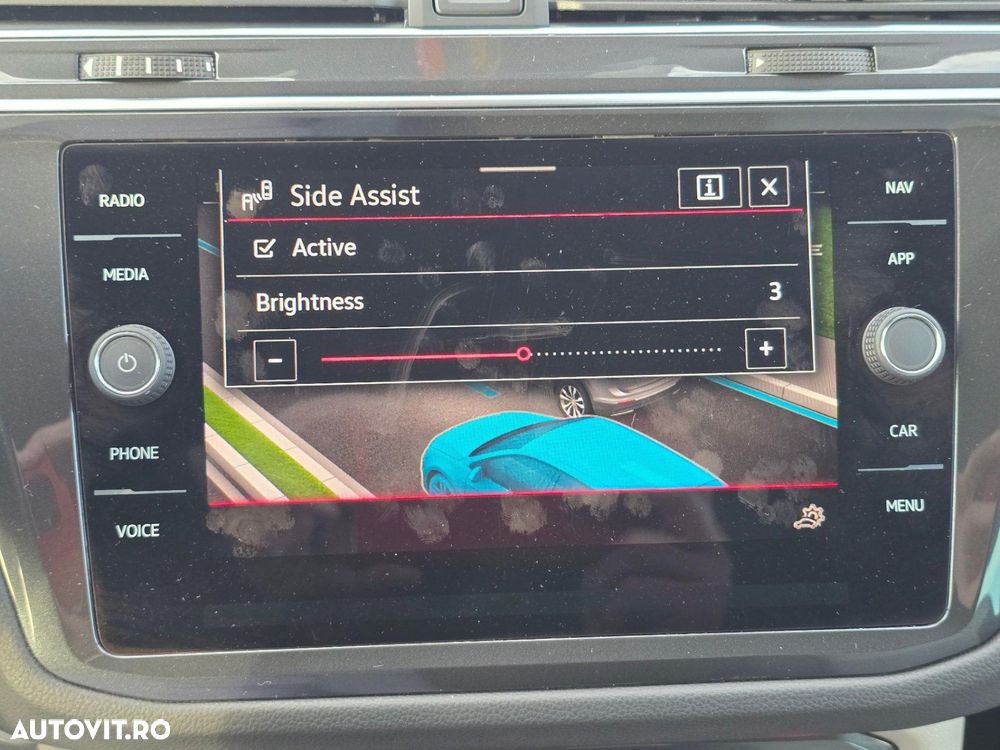 RADIO
MEDIA
PHONE
VOICE
Side Assist
Active
Brightness
3
-
+
NAV
APP
CAR
MENU
AUTOVIT.RO